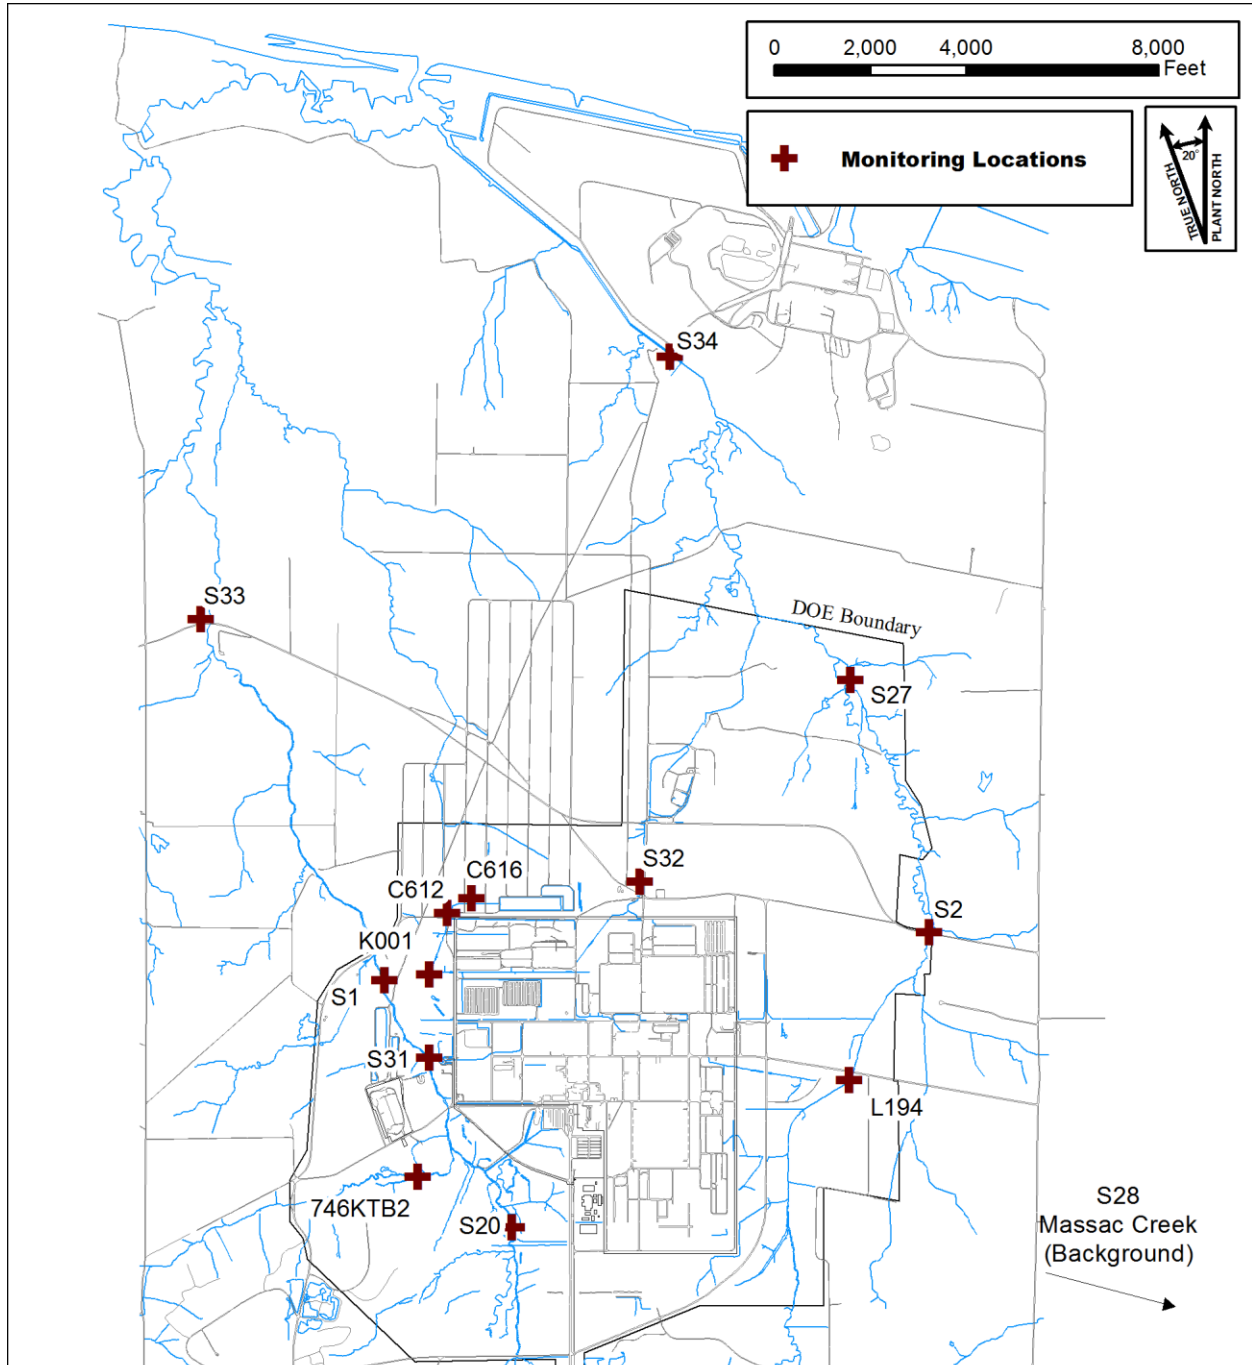 0 2,000 4,000 8,000
Feet
Monitoring Locations
20°
TRUE NORTH
PLANT NORTH
S34
S33
DOE Boundary
S27
C616
S32
C612
S2
K001
S1
S31
L194
746KTB2
S20
S28
Massac Creek
(Background)